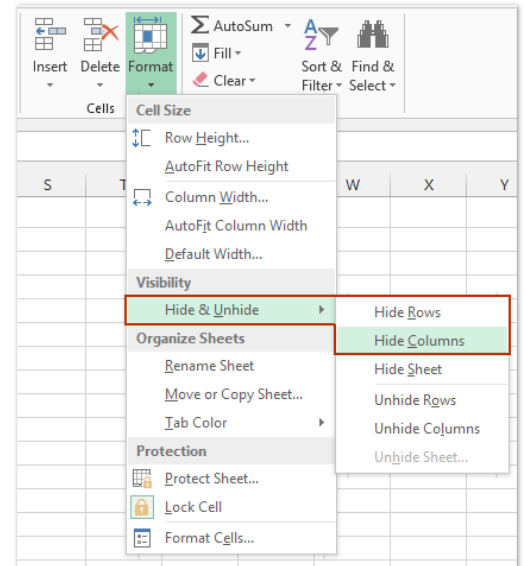 Insert Delete Format
AutoSum
Fill
Clear
Sort & Filter
Find & Select
Cells
Cell Size
Row Height...
AutoFit Row Height
Column Width...
AutoFit Column Width
Default Width...
Visibility
Hide & Unhide
Organize Sheets
Rename Sheet
Move or Copy Sheet...
Tab Color
Protection
Protect Sheet...
Lock Cell
Format Cells...
Hide Rows
Hide Columns
Hide Sheet
Unhide Rows
Unhide Columns
Unhide Sheet...
S T W X Y